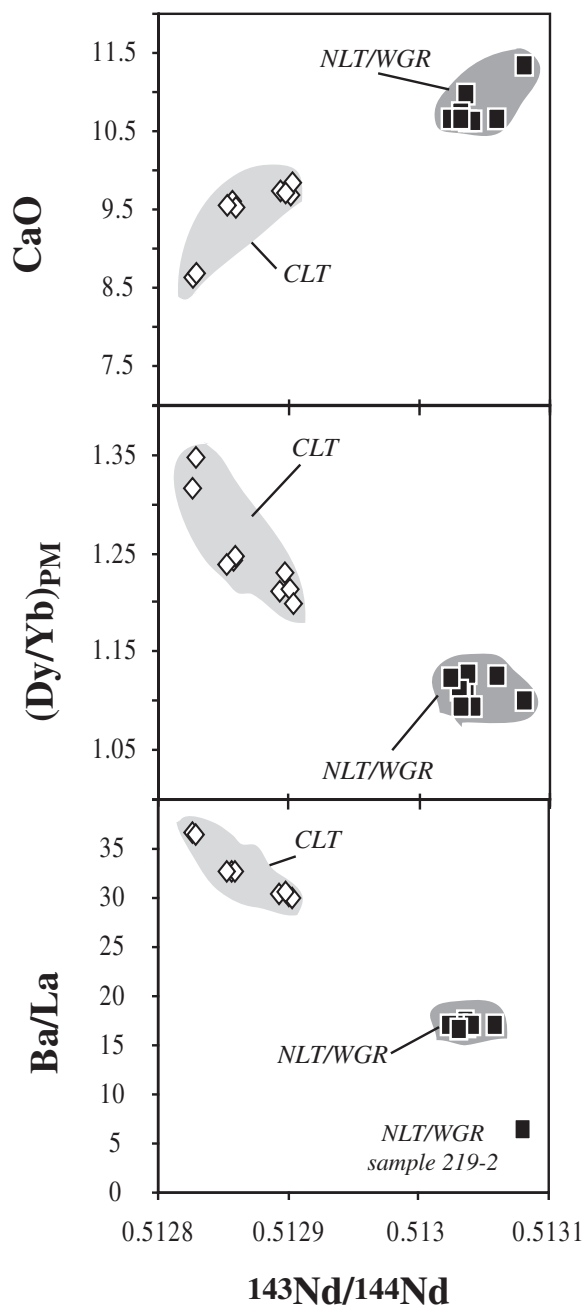 11.5
10.5
9.5
8.5
7.5
CaO
NLT/WGR
CLT
1.35
1.25
1.15
1.05
(Dy/Yb)PM
CLT
NLT/WGR
35
30
25
20
15
10
5
0
Ba/La
CLT
NLT/WGR
NLT/WGR
sample 219-2
0.5128 0.5129 0.513 0.5131
143Nd/144Nd